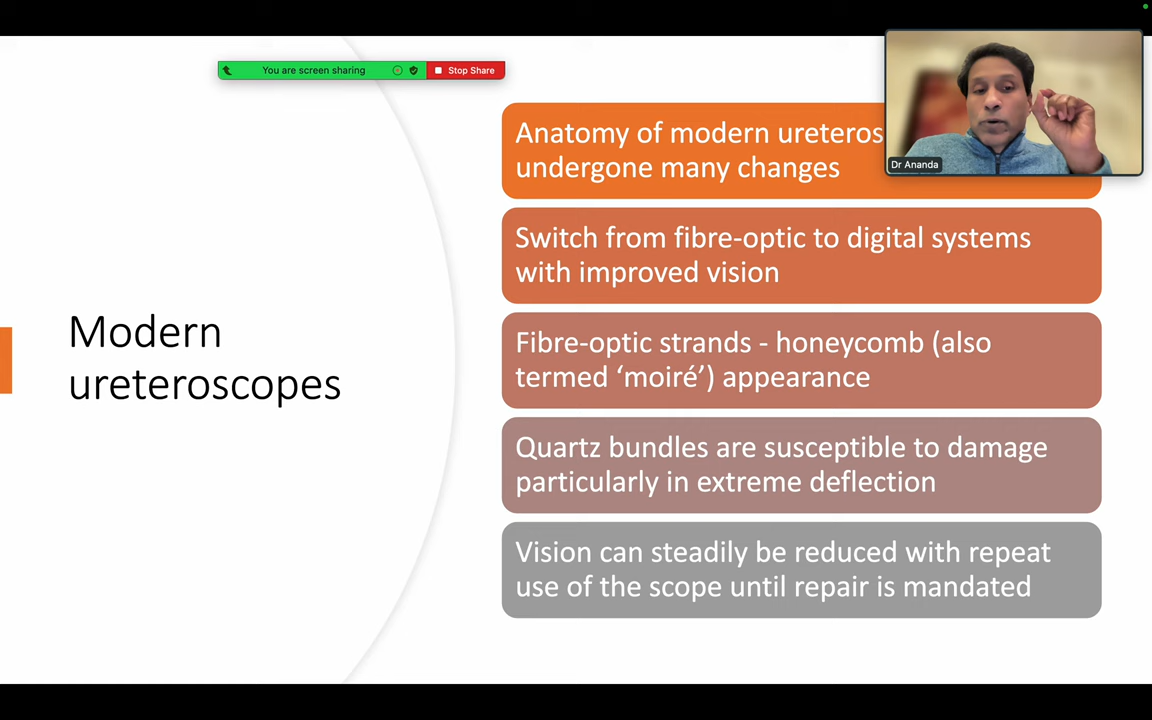 You are screen sharing
Stop Share
Dr Ananda
Modern
ureteroscopes
Anatomy of modern
undergone many changes
Switch from fibre-optic to digital systems
with improved vision
Fibre-optic strands - honeycomb (also
termed ‘moiré’) appearance
Quartz bundles are susceptible to damage
particularly in extreme deflection
Vision can steadily be reduced with repeat
use of the scope until repair is mandated